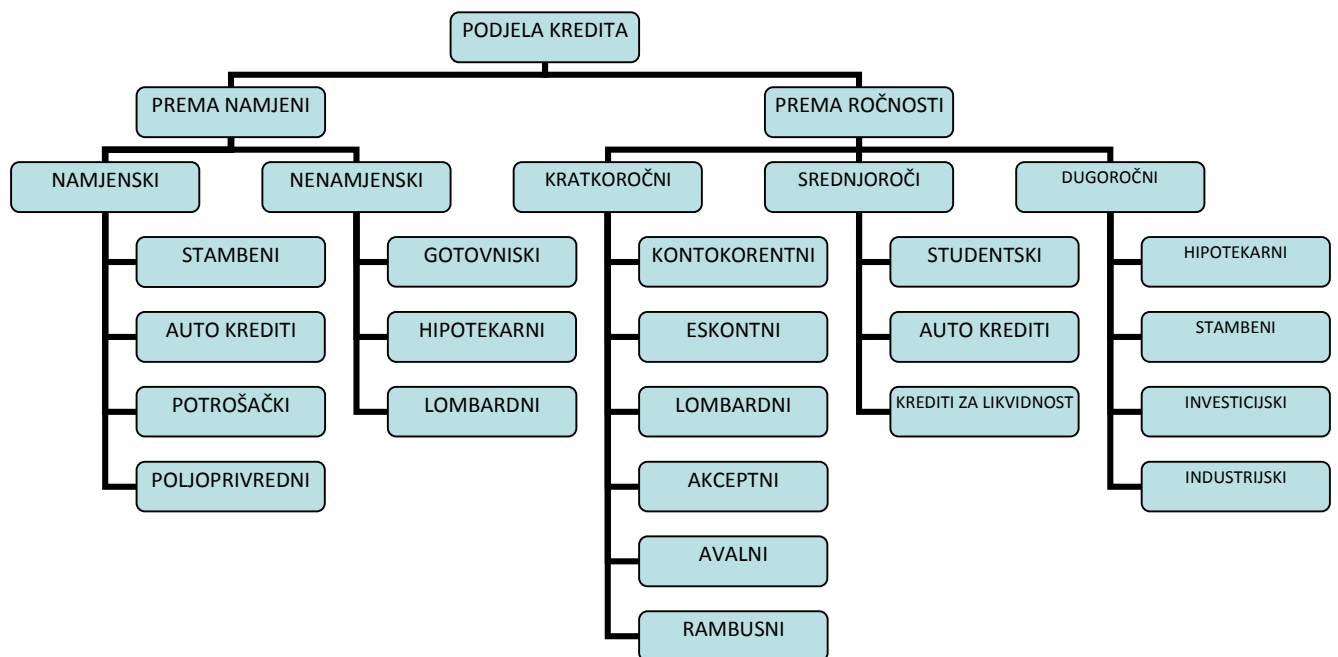 PODJELA KREDITA
PREMA NAMJENI
PREMA ROČNOSTI
NAMJENSKI
NENAMJENSKI
KRATKOROČNI
SREDNJOROČI
DUGOROČNI
STAMBENI
AUTO KREDITI
POTROŠAČKI
POLJOPRIVREDNI
GOTOVNISKI
HIPOTEKARNI
LOMBARDNI
KONTOKORENTNI
ESKONTNI
LOMBARDNI
AKCEPTNI
AVALNI
RAMBUSNI
STUDENTSKI
AUTO KREDITI
KREDITI ZA LIKVIDNOST
HIPOTEKARNI
STAMBENI
INVESTICIJSKI
INDUSTRIJSKI